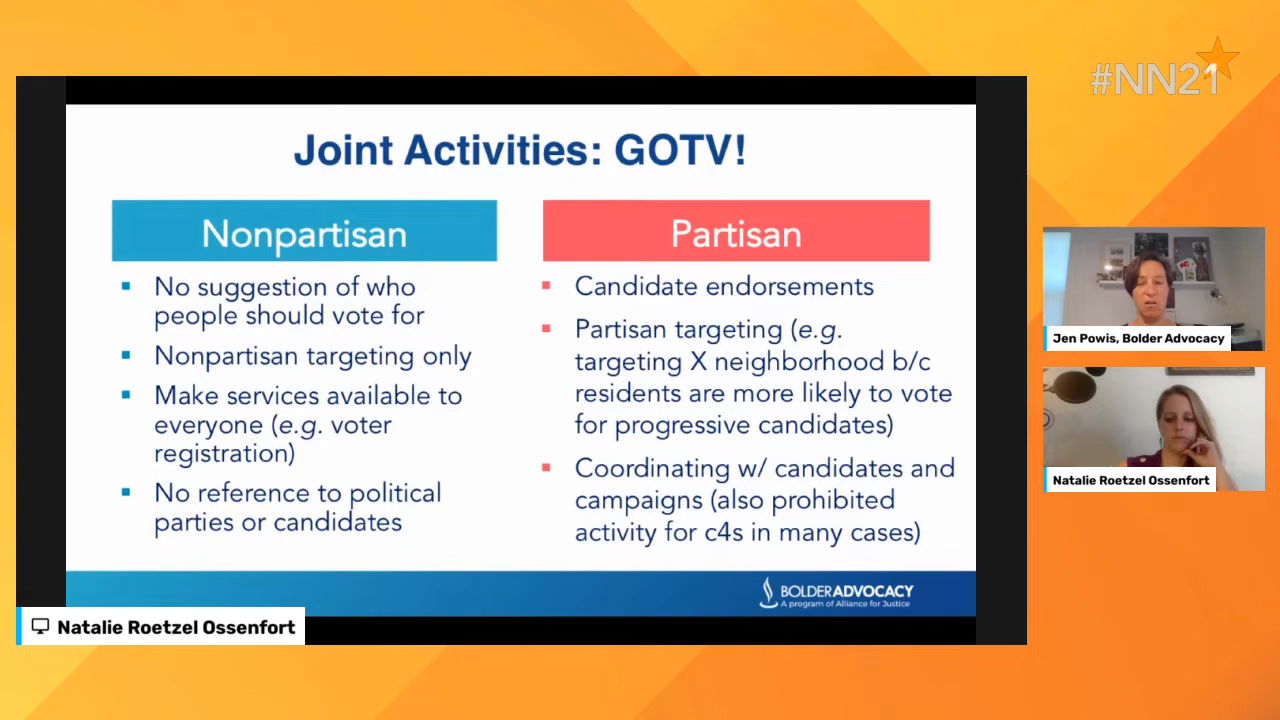 #NN21
Joint Activities: GOTV!
Nonpartisan
No suggestion of who
people should vote for
Nonpartisan targeting only
Make services available to
everyone (e.g. voter
registration)
No reference to political
parties or candidates
Partisan
Candidate endorsements
Partisan targeting (e.g.
targeting X neighborhood b/c
residents are more likely to vote
for progressive candidates)
Coordinating w/ candidates and
campaigns (also prohibited
activity for c4s in many cases)
BOLDERADVOCACY
A program of Alliance for Justice
Natalie Roetzel Ossenfort
Jen Powis, Bolder Advocacy
Natalie Roetzel Ossenfort